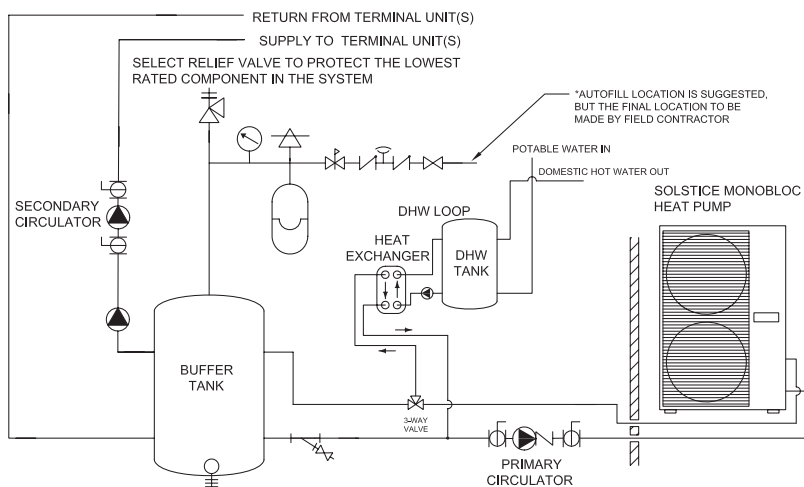 RETURN FROM TERMINAL UNIT(S)
SUPPLY TO TERMINAL UNIT(S)
SELECT RELIEF VALVE TO PROTECT THE LOWEST
RATED COMPONENT IN THE SYSTEM
*AUTOFILL LOCATION IS SUGGESTED,
BUT THE FINAL LOCATION TO BE
MADE BY FIELD CONTRACTOR
POTABLE WATER IN
DOMESTIC HOT WATER OUT
SOLSTICE MONOBLOC
HEAT PUMP
SECONDARY
CIRCULATOR
DHW LOOP
HEAT
EXCHANGER
DHW
TANK
BUFFER
TANK
3-WAY
VALVE
PRIMARY
CIRCULATOR